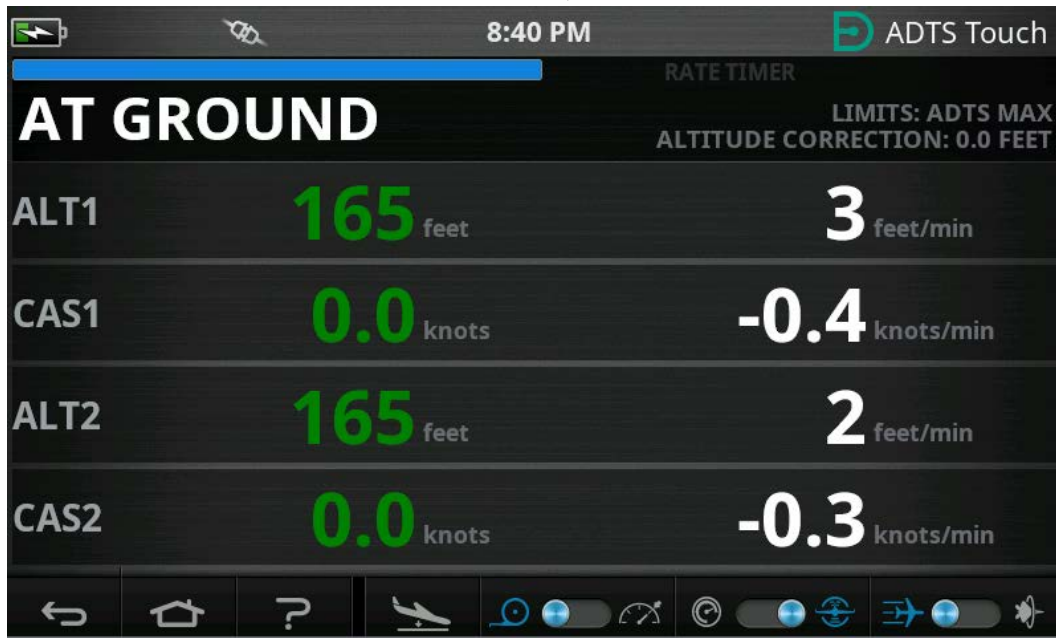 8:40 PM
ADTS Touch
RATE TIMER
AT GROUND
LIMITS: ADTS MAX
ALTITUDE CORRECTION: 0.0 FEET
ALT1 165 feet 3 feet/min
CAS1 0.0 knots -0.4 knots/min
ALT2 165 feet 2 feet/min
CAS2 0.0 knots -0.3 knots/min
?